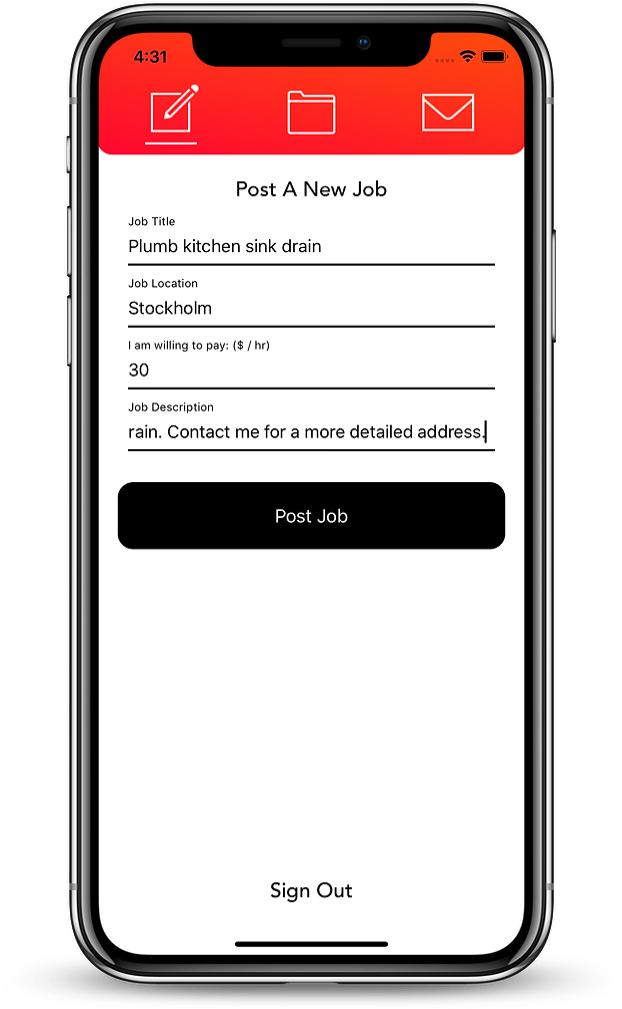 4:31
Post A New Job
Job Title
Plumb kitchen sink drain
Job Location
Stockholm
I am willing to pay: ($ / hr)
30
Job Description
rain. Contact me for a more detailed address.
Post Job
Sign Out